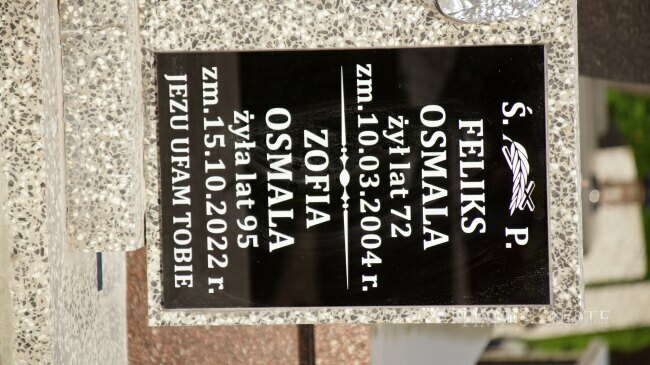 Ś. P.
FELIKS
OSMALA
żył lat 72
zm.10.03.2004 r.
ZOFIA
OSMALA
żyła lat 95
zm.15.10.2022 r.
JEZU UFAM TOBIE